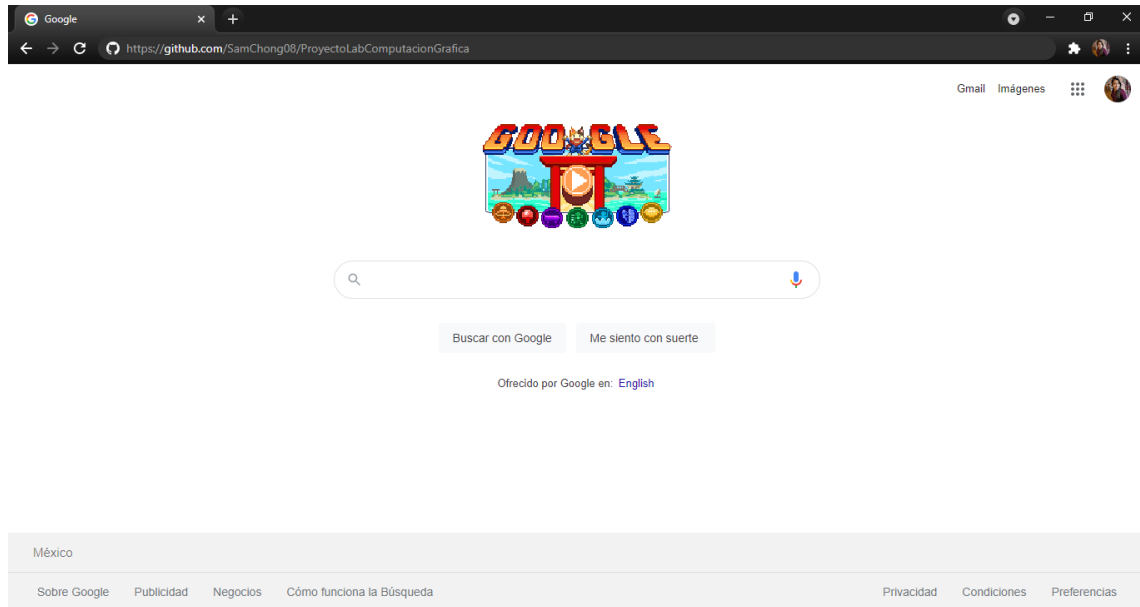 Google
https://github.com/SamChong08/ProyectoLabComputacionGrafica
Gmail Imágenes
GOOGLE
Buscar con Google Me siento con suerte
Ofrecido por Google en: English
México
Sobre Google Publicidad Negocios Cómo funciona la Búsqueda Privacidad Condiciones Preferencias